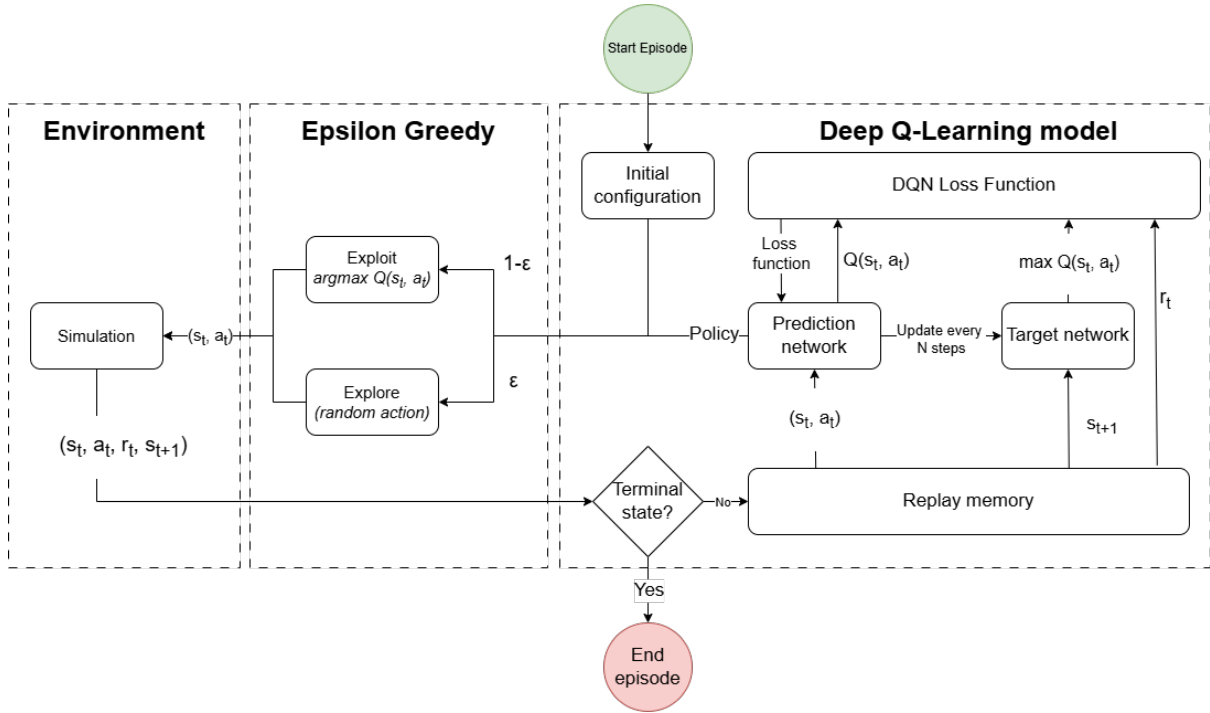 Start Episode
Environment
Epsilon Greedy
Deep Q-Learning model
Initial
configuration
DQN Loss Function
Exploit
argmax Q(sₜ, aₜ)
1-ε
Loss
function
Q(sₜ, aₜ)
max Q(sₜ, aₜ)
rₜ
Simulation
(sₜ, aₜ)
Policy
Prediction
network
Update every
N steps
Target network
Explore
(random action)
ε
(sₜ, aₜ)
sₜ₊₁
(sₜ, aₜ, rₜ, sₜ₊₁)
Terminal
state?
No
Replay memory
Yes
End
episode